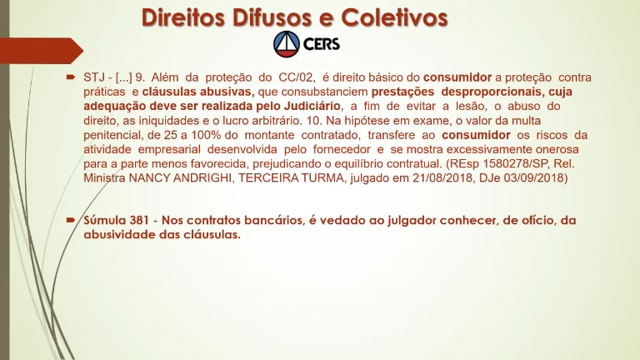 Direitos Difusos e Coletivos
CERS
STJ - [...] 9. Além da proteção do CC/02, é direito básico do consumidor a proteção contra
práticas e cláusulas abusivas, que consubstanciem prestações desproporcionais, cuja
adequação deve ser realizada pelo Judiciário, a fim de evitar a lesão, o abuso do
direito, as iniquidades e o lucro arbitrário. 10. Na hipótese em exame, o valor da multa
penitencial, de 25 a 100% do montante contratado, transfere ao consumidor os riscos da
atividade empresarial desenvolvida pelo fornecedor e se mostra excessivamente onerosa
para a parte menos favorecida, prejudicando o equilíbrio contratual. (REsp 1580278/SP, Rel.
Ministra NANCY ANDRIGHI, TERCEIRA TURMA, julgado em 21/08/2018, DJe 03/09/2018)
Súmula 381 - Nos contratos bancários, é vedado ao julgador conhecer, de ofício, da
abusividade das cláusulas.